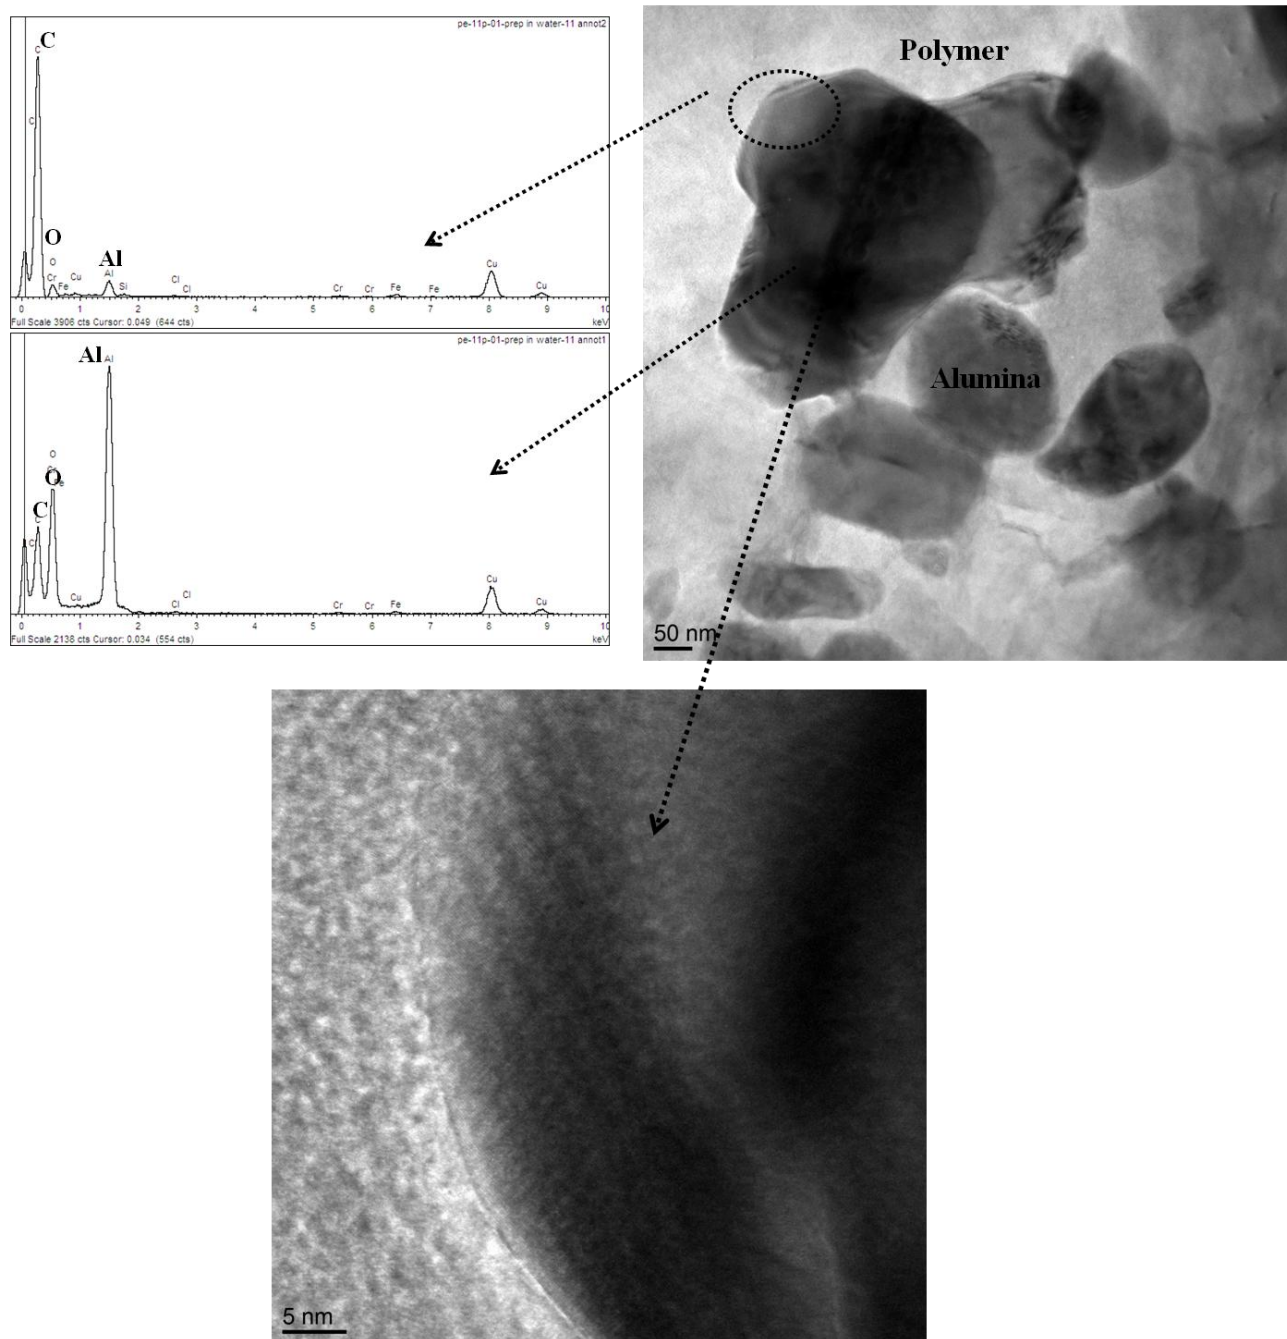 pe-11p-01-prep in water-11 annot2
C
C
C
O
O
Al
Al
Cr
Fe
Cu
Si
Cl
Cl
Cr
Cr
Fe
Fe
Cu
Cu
0 1 2 3 4 5 6 7 8 9 10
Full Scale 3906 cts Cursor: 0.049 (644 cts)
keV
pe-11p-01-prep in water-11 annot1
Al
Al
O
O
C
C
C
Cu
Cl
Cl
Cr
Cr
Fe
Cu
Cu
0 1 2 3 4 5 6 7 8 9 10
Full Scale 2138 cts Cursor: 0.034 (554 cts)
keV
Polymer
Alumina
50 nm
5 nm